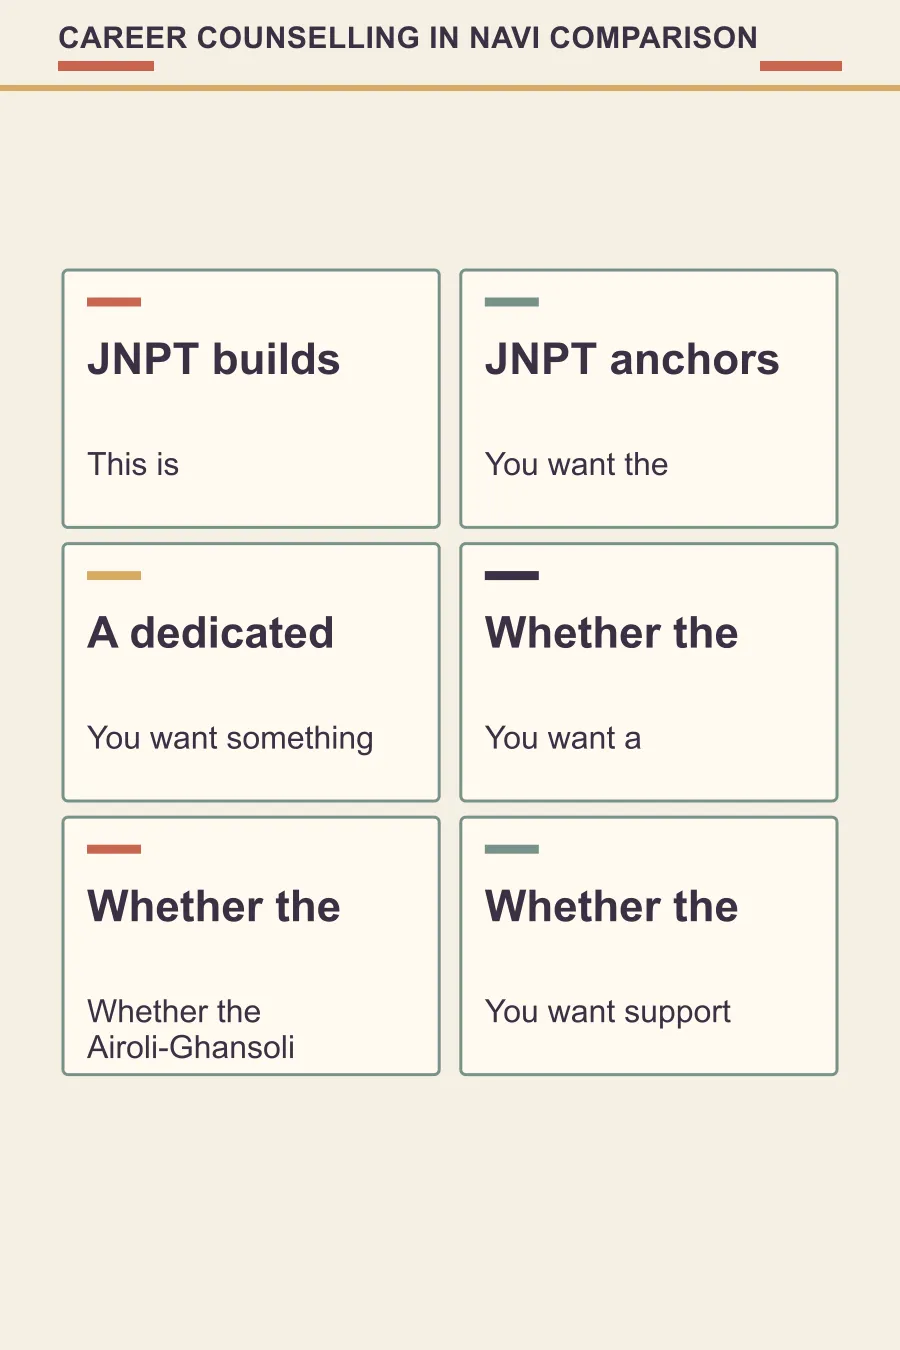 CAREER COUNSELLING IN NAVI COMPARISON
JNPT builds
This is
JNPT anchors
You want the
A dedicated
You want something
Whether the
You want a
Whether the
Whether the
Airoli-Ghansoli
Whether the
You want support